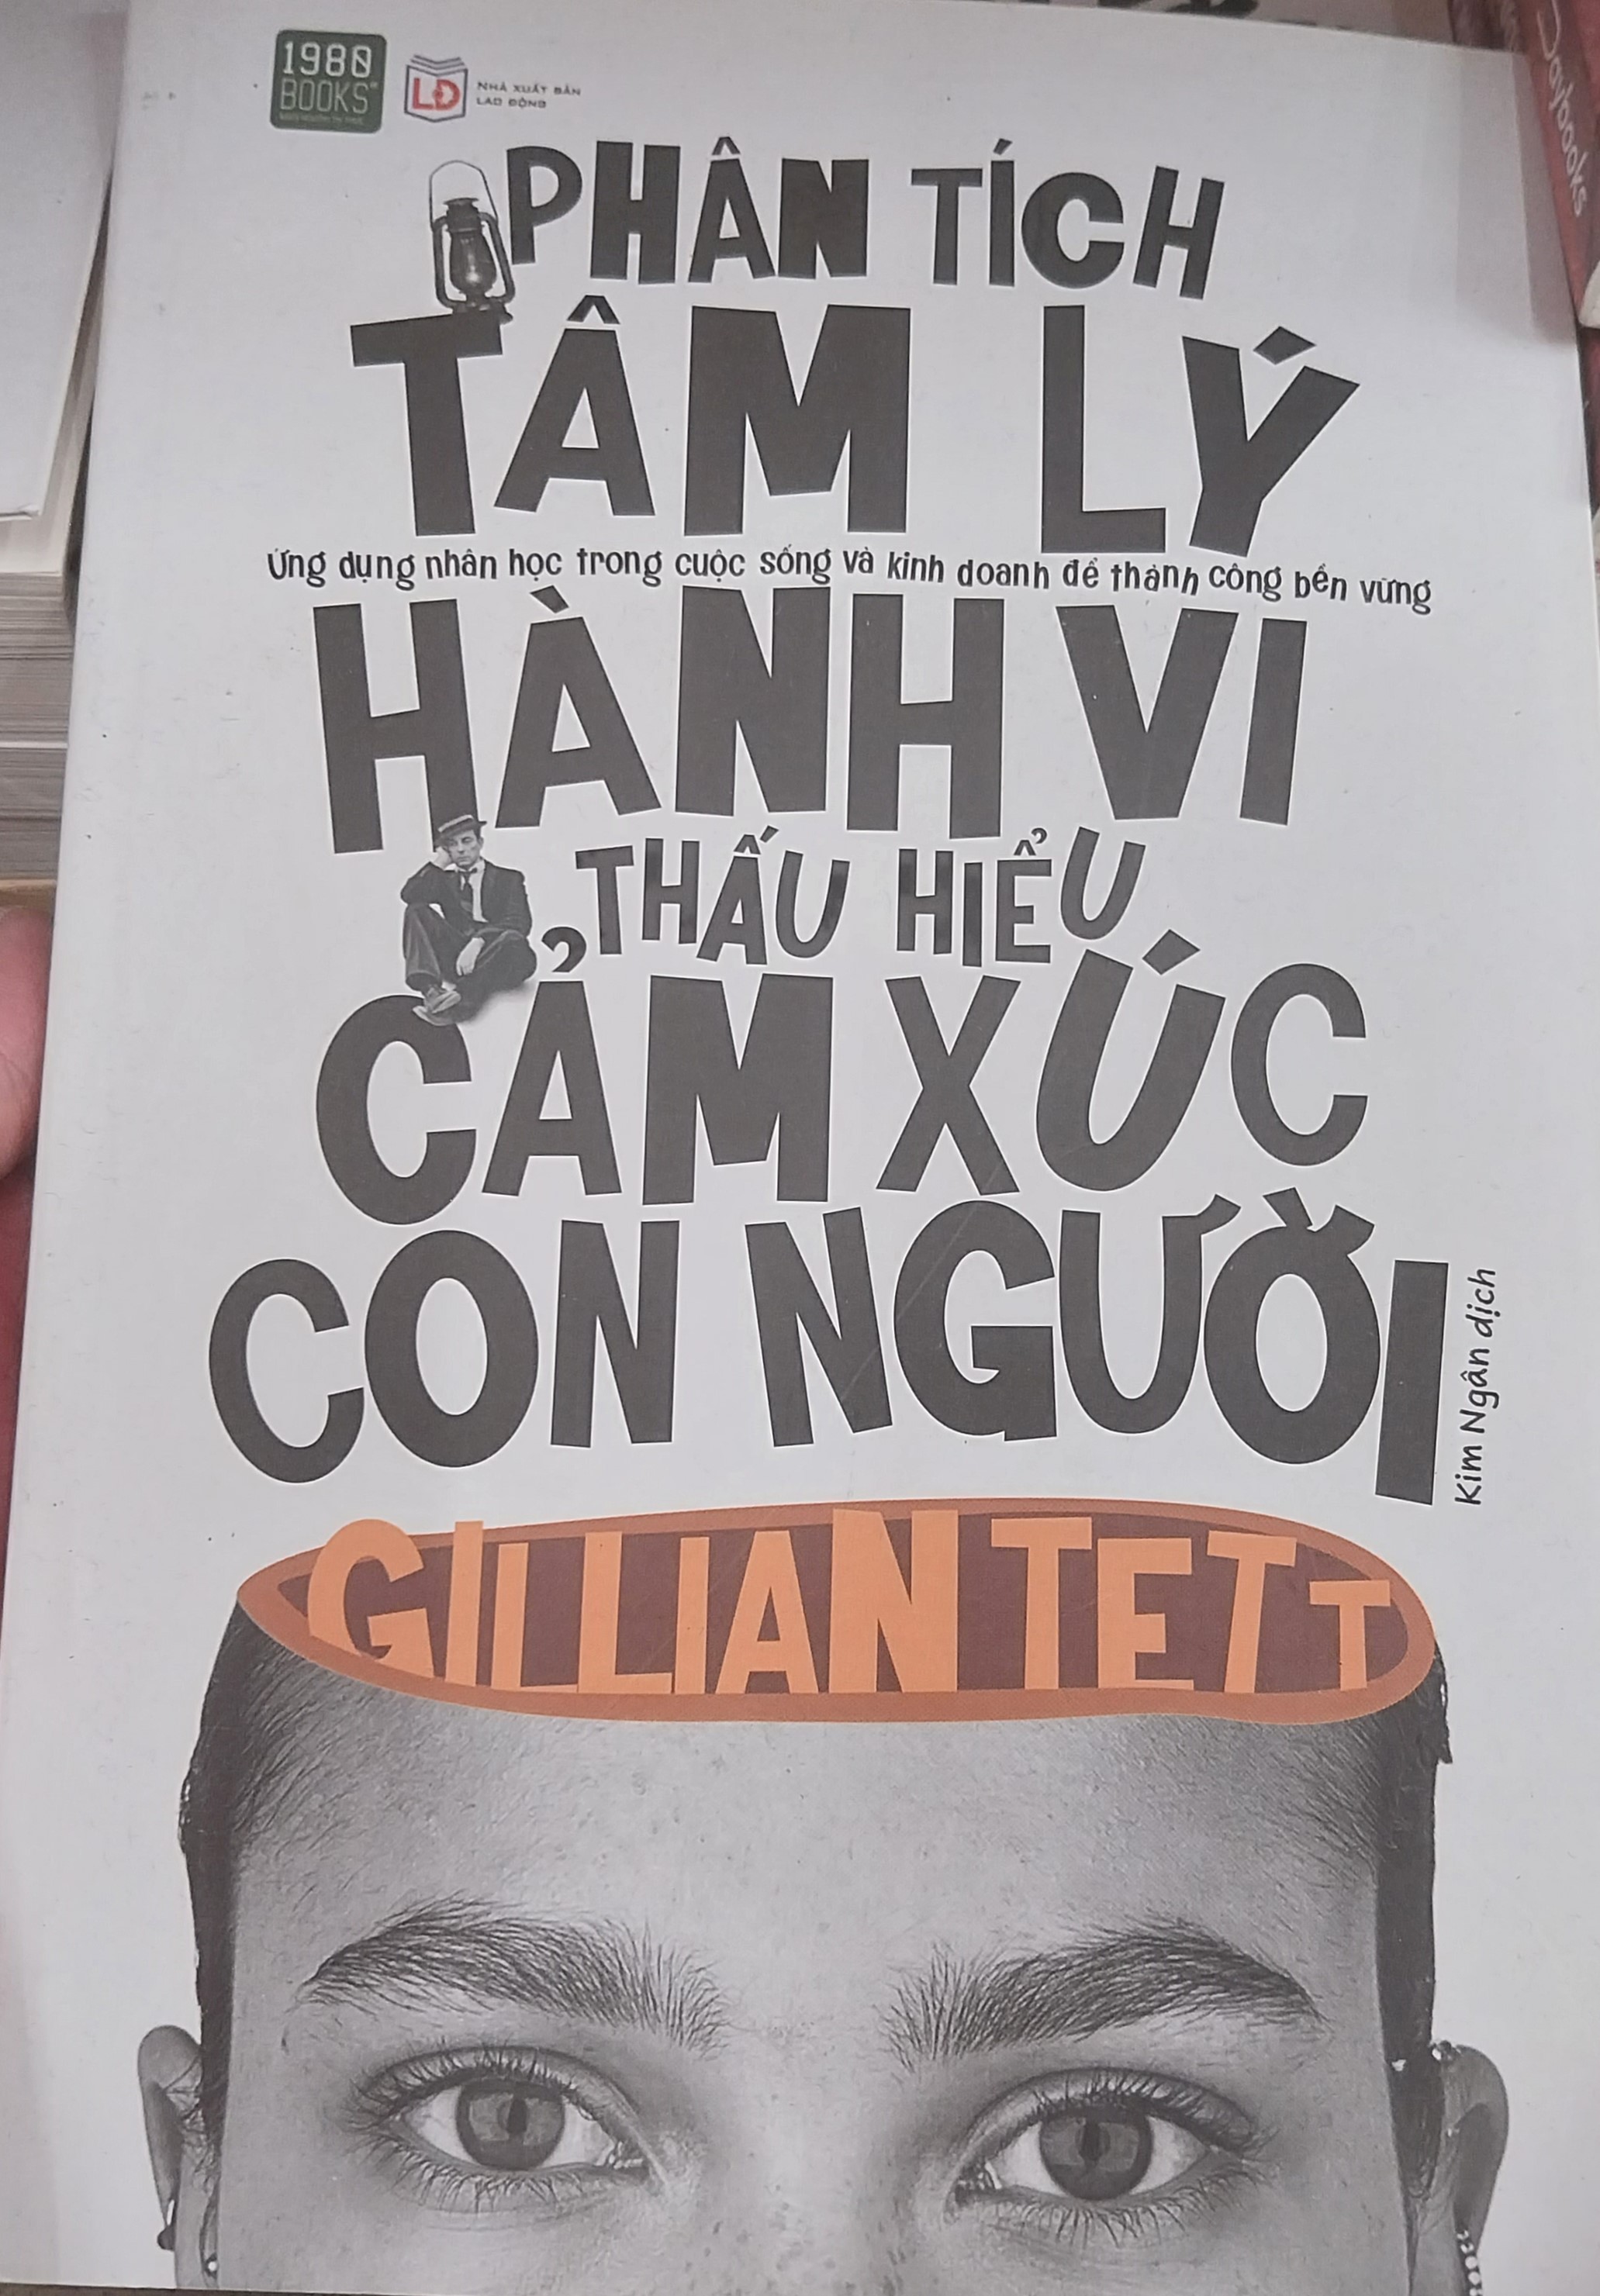 1980
BOOKS
NHÀ XUẤT BẢN
LAO ĐỘNG
PHÂN TÍCH
TÂM LÝ
Ứng dụng nhân học trong cuộc sống và kinh doanh để thành công bền vững
HÀNH VI
THẤU HIỂU
CẢM XÚC
CON NGƯỜI
Kim Ngân dịch
GILLIAN TETT
Daybooks